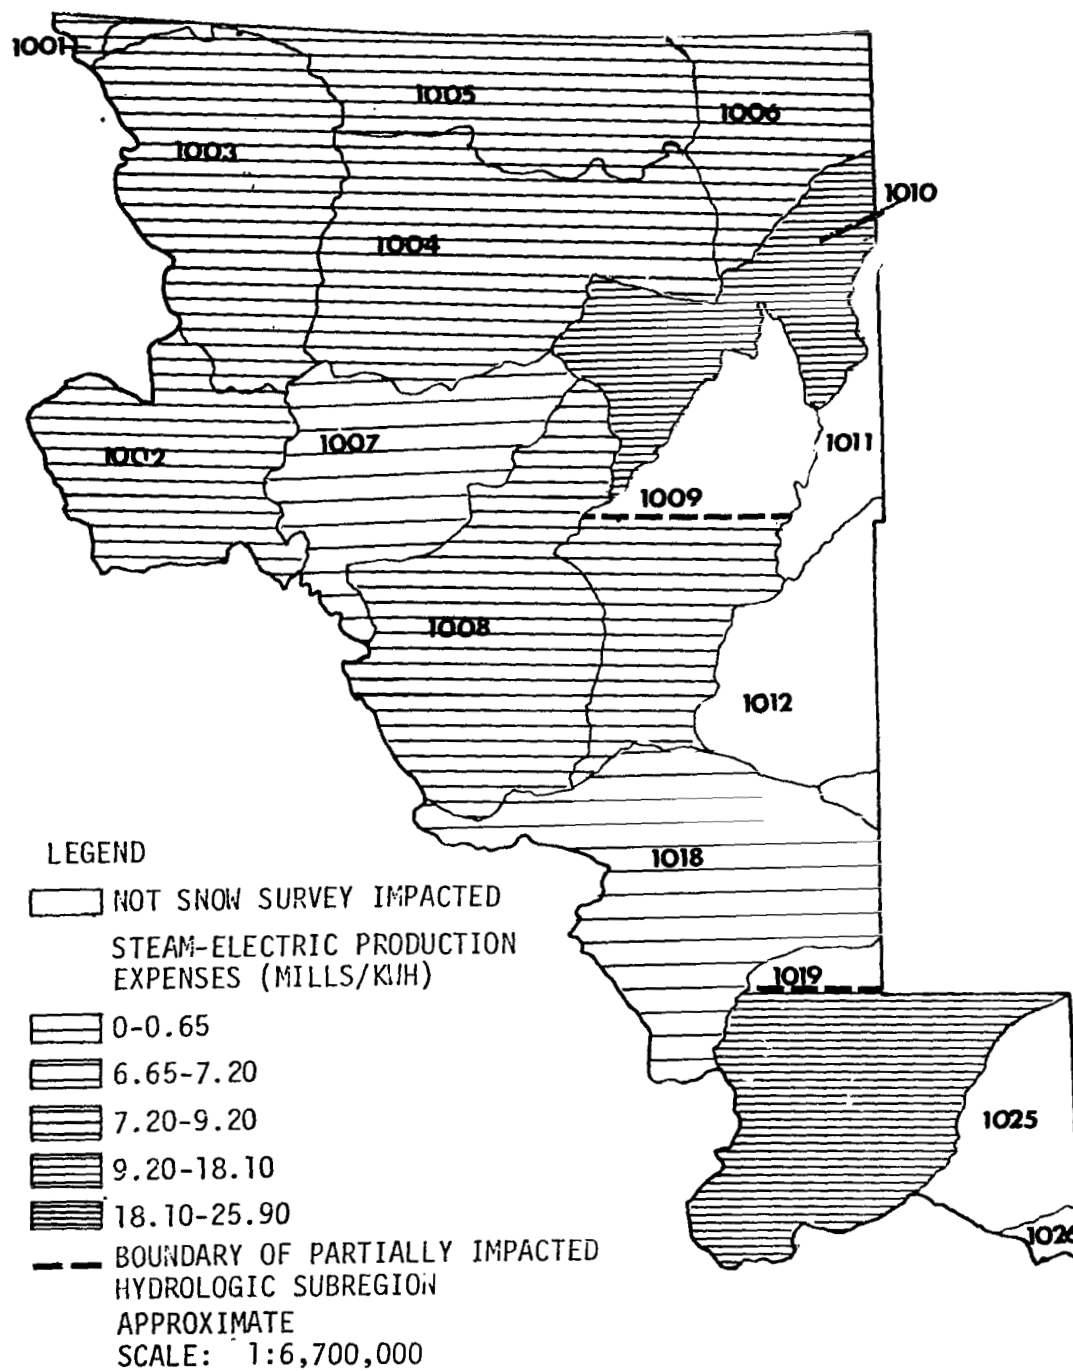 1001
1005
1006
1003
1010
1004
1002
1007
1011
1009
1008
1012
1018
1019
1025
1026
LEGEND
NOT SNOW SURVEY IMPACTED
STEAM-ELECTRIC PRODUCTION
EXPENSES (MILLS/KWH)
0-0.65
6.65-7.20
7.20-9.20
9.20-18.10
18.10-25.90
BOUNDARY OF PARTIALLY IMPACTED
HYDROLOGIC SUBREGION
APPROXIMATE
SCALE: 1:6,700,000